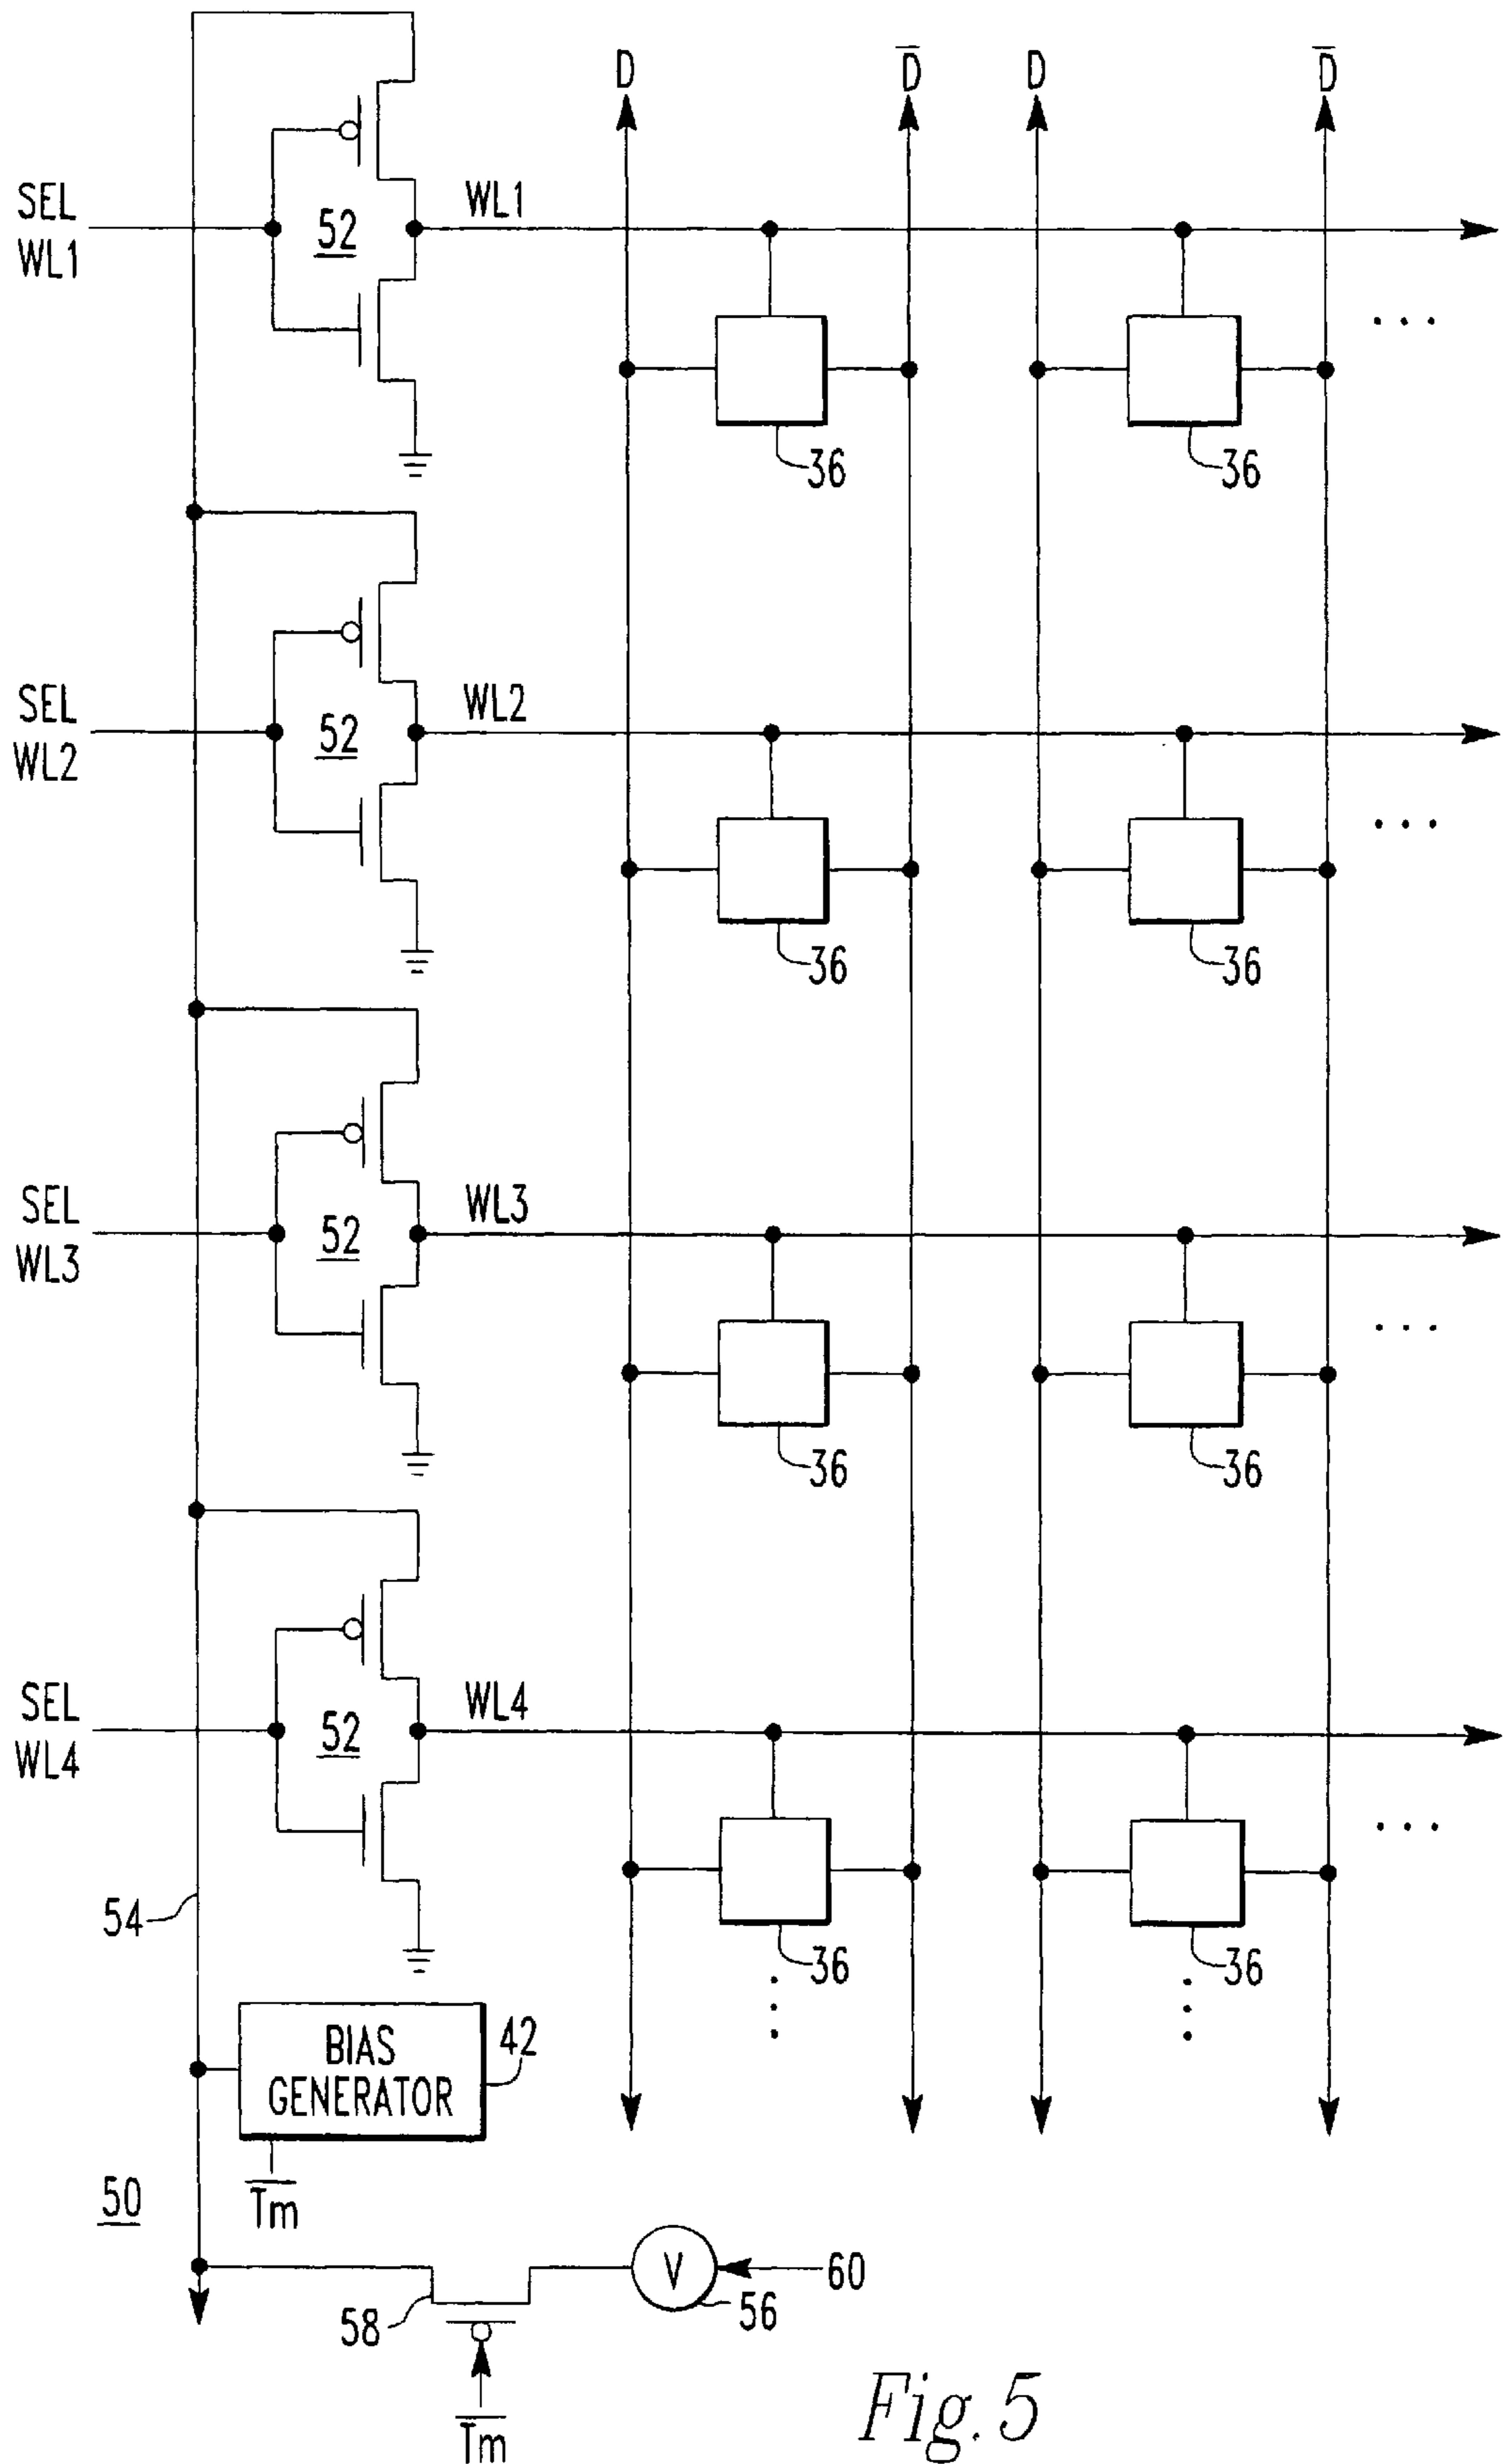 D D̅ D D̅
SEL
WL1
52
WL1
...
36 36
SEL
WL2
52
WL2
...
36 36
SEL
WL3
52
WL3
...
36 36
SEL
WL4
52
WL4
...
54
36 36
BIAS
GENERATOR
42
T̅m̅
50
V
60
58
56
T̅m̅
Fig. 5